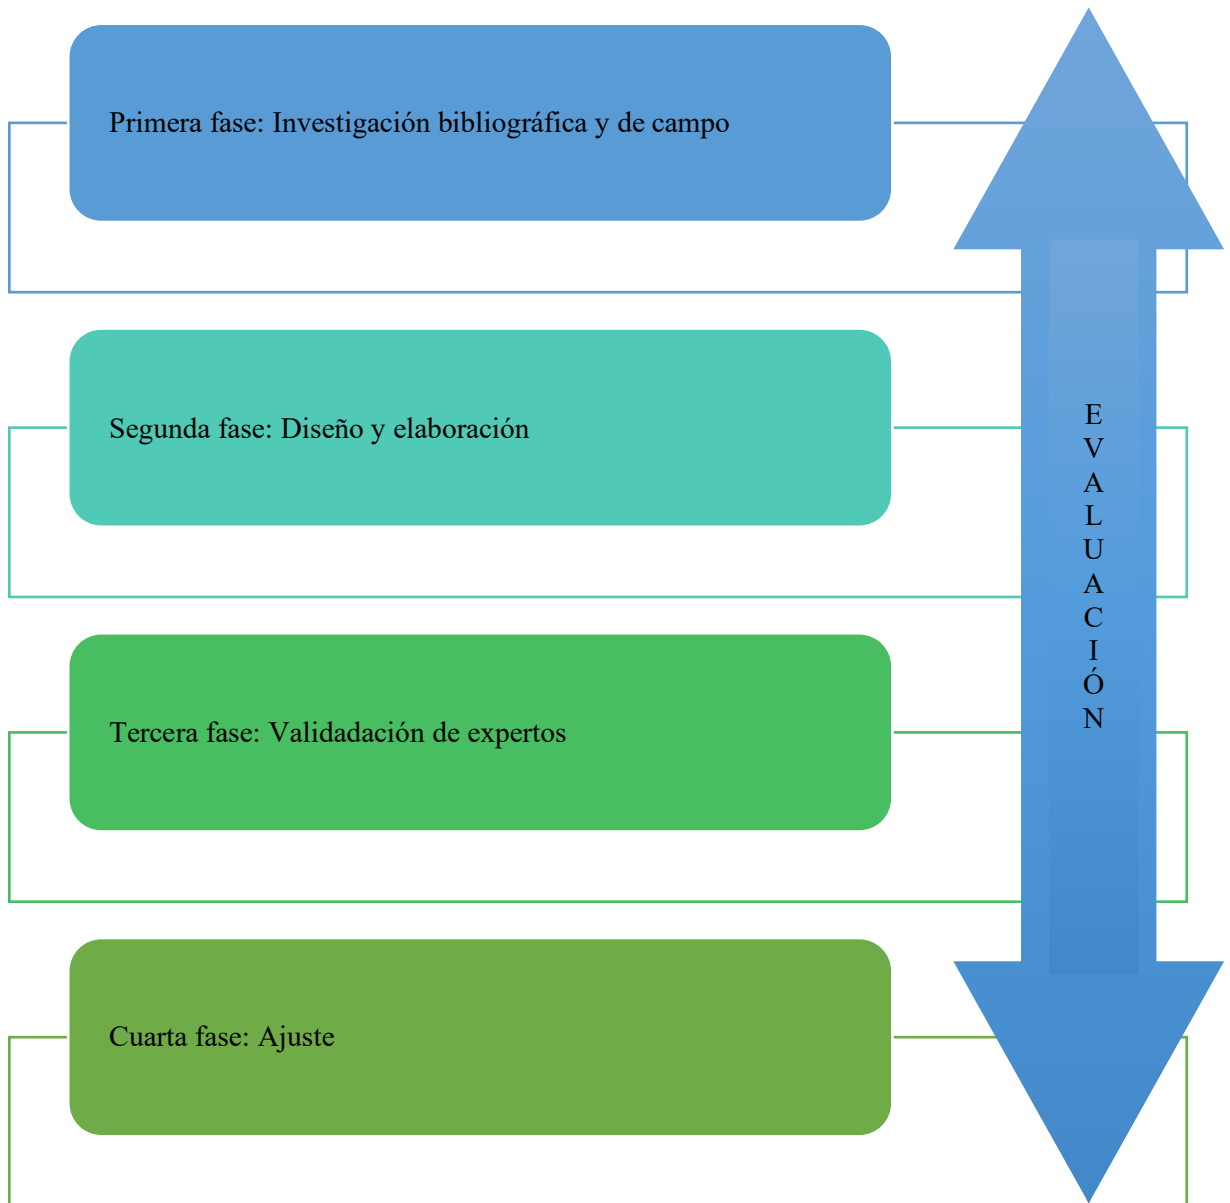 Primera fase: Investigación bibliográfica y de campo
Segunda fase: Diseño y elaboración
Tercera fase: Validadación de expertos
Cuarta fase: Ajuste
E
V
A
L
U
A
C
I
Ó
N